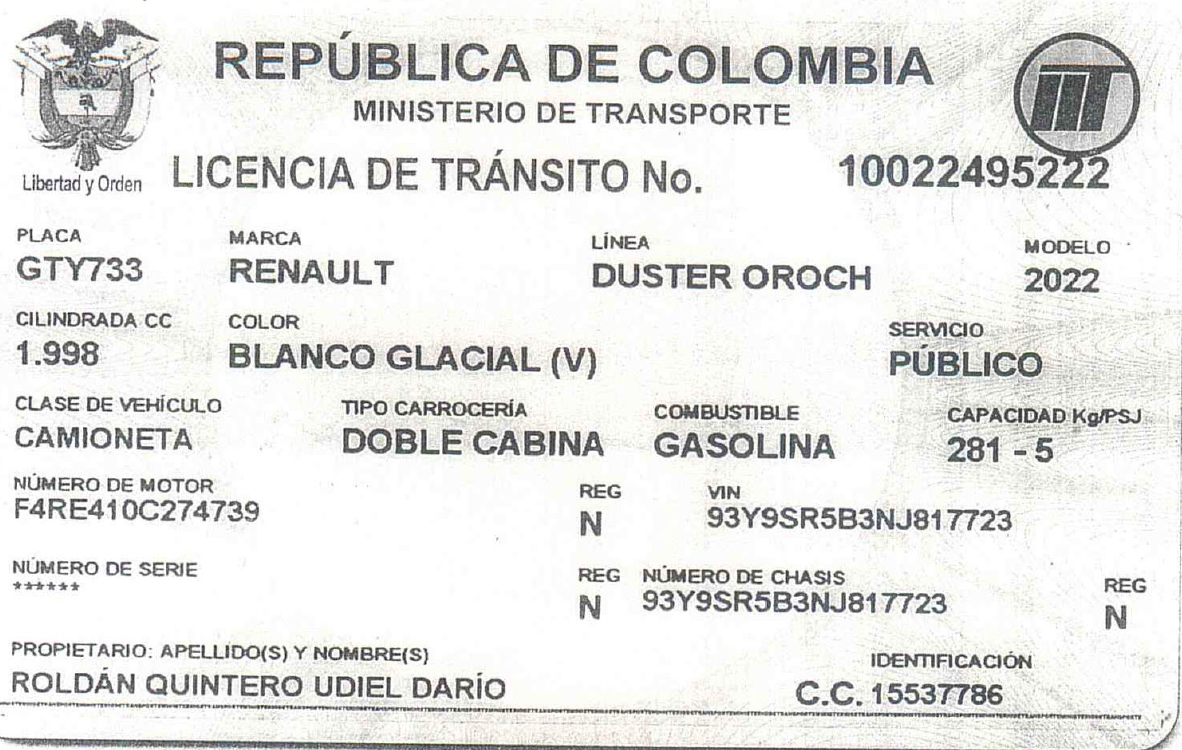 REPÚBLICA DE COLOMBIA
MINISTERIO DE TRANSPORTE
Libertad y Orden
LICENCIA DE TRÁNSITO No. 10022495222
PLACA MARCA LÍNEA MODELO
GTY733 RENAULT DUSTER OROCH 2022
CILINDRADA CC COLOR SERVICIO
1.998 BLANCO GLACIAL (V) PÚBLICO
CLASE DE VEHÍCULO TIPO CARROCERÍA COMBUSTIBLE CAPACIDAD Kg/PSJ
CAMIONETA DOBLE CABINA GASOLINA 281 - 5
NÚMERO DE MOTOR REG VIN
F4RE410C274739 N 93Y9SR5B3NJ817723
NÚMERO DE SERIE REG NÚMERO DE CHASIS REG
****** N 93Y9SR5B3NJ817723 N
PROPIETARIO: APELLIDO(S) Y NOMBRE(S) IDENTIFICACIÓN
ROLDÁN QUINTERO UDIEL DARÍO C.C. 15537786